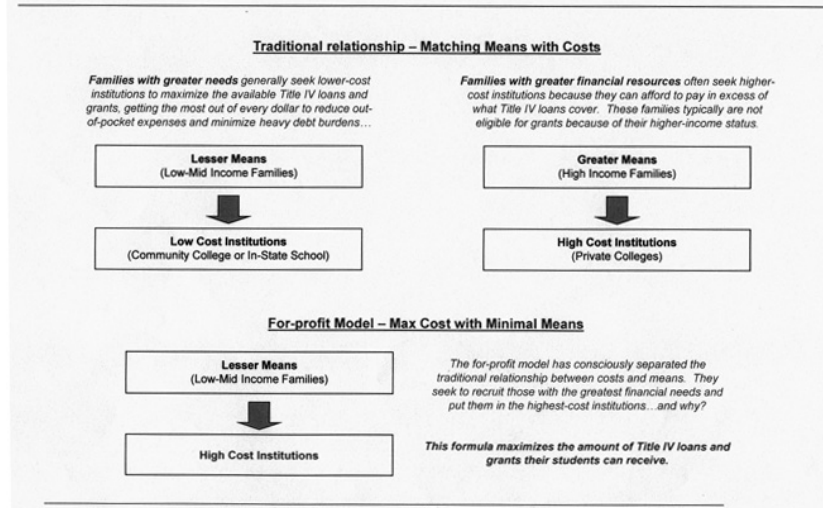 Traditional relationship – Matching Means with Costs
Families with greater needs generally seek lower-cost
institutions to maximize the available Title IV loans and
grants, getting the most out of every dollar to reduce out-
of-pocket expenses and minimize heavy debt burdens…
Lesser Means
(Low-Mid Income Families)
Low Cost Institutions
(Community College or In-State School)
Families with greater financial resources often seek higher-
cost institutions because they can afford to pay in excess of
what Title IV loans cover. These families typically are not
eligible for grants because of their higher-income status.
Greater Means
(High Income Families)
High Cost Institutions
(Private Colleges)
For-profit Model – Max Cost with Minimal Means
Lesser Means
(Low-Mid Income Families)
High Cost Institutions
The for-profit model has consciously separated the
traditional relationship between costs and means. They
seek to recruit those with the greatest financial needs and
put them in the highest-cost institutions…and why?
This formula maximizes the amount of Title IV loans and
grants their students can receive.